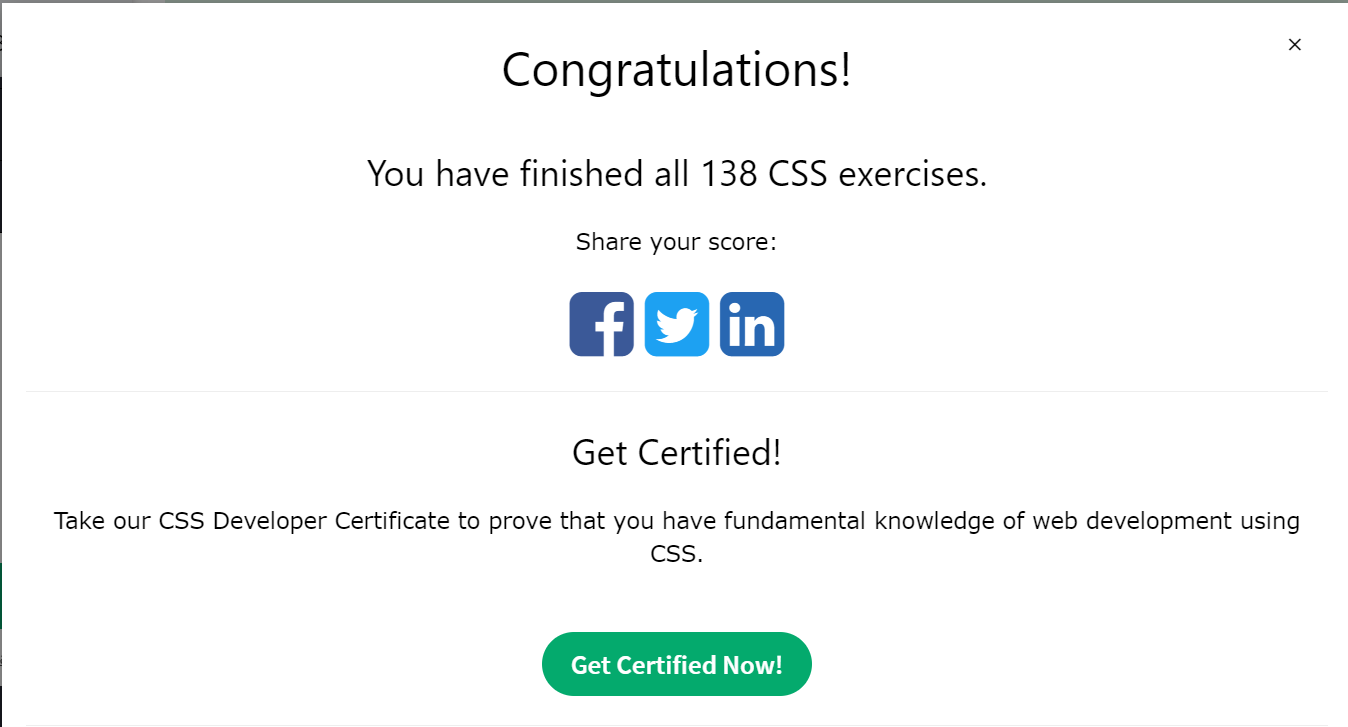 ×
Congratulations!
You have finished all 138 CSS exercises.
Share your score:
f in
Get Certified!
Take our CSS Developer Certificate to prove that you have fundamental knowledge of web development using
CSS.
Get Certified Now!